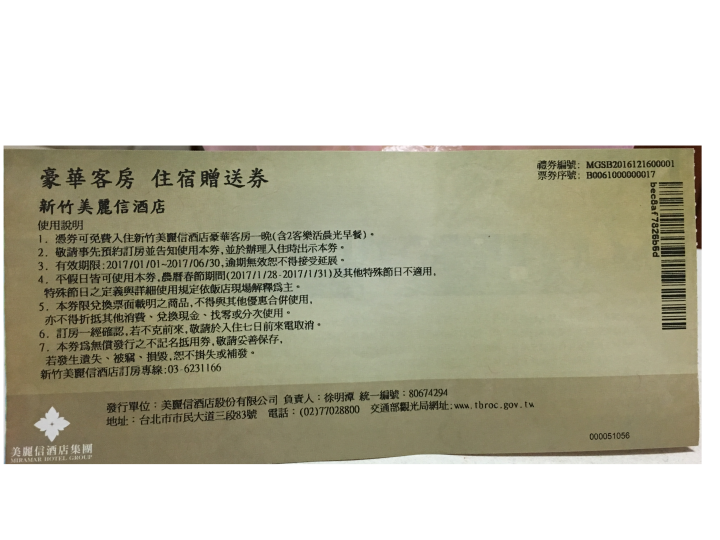 豪華客房 住宿贈送券
禮券編號: MGSB2016121600001
票券序號: B0061000000017
新竹美麗信酒店
使用說明
1. 憑券可免費入住新竹美麗信酒店豪華客房一晚(含2客樂活晨光早餐)。
2. 敬請事先預約訂房並告知使用本券,並於辦理入住時出示本券。
3. 有效期限:2017/01/01~2017/06/30,逾期無效恕不得接受延展。
4. 平假日皆可使用本券,農曆春節期間(2017/1/28-2017/1/31)及其他特殊節日不適用,
特殊節日之定義與詳細使用規定依飯店現場解釋為主。
5. 本券限兌換票面載明之商品,不得與其他優惠合併使用,
亦不得折抵其他消費、兌換現金、找零或分次使用。
6. 訂房一經確認,若不克前來,敬請於入住七日前來電取消。
7. 本券為無償發行之不記名抵用券,敬請妥善保存,
若發生遺失、被竊、損毀,恕不掛失或補發。
新竹美麗信酒店訂房專線:03-6231166
bec8af7826b6d
發行單位：美麗信酒店股份有限公司 負責人：徐明潭 統一編號：80674294
地址：台北市市民大道三段83號 電話：(02)77028800 交通部觀光局網址:www.tbroc.gov.tw
美麗信酒店集團
MIRAMAR HOTEL GROUP
000051056